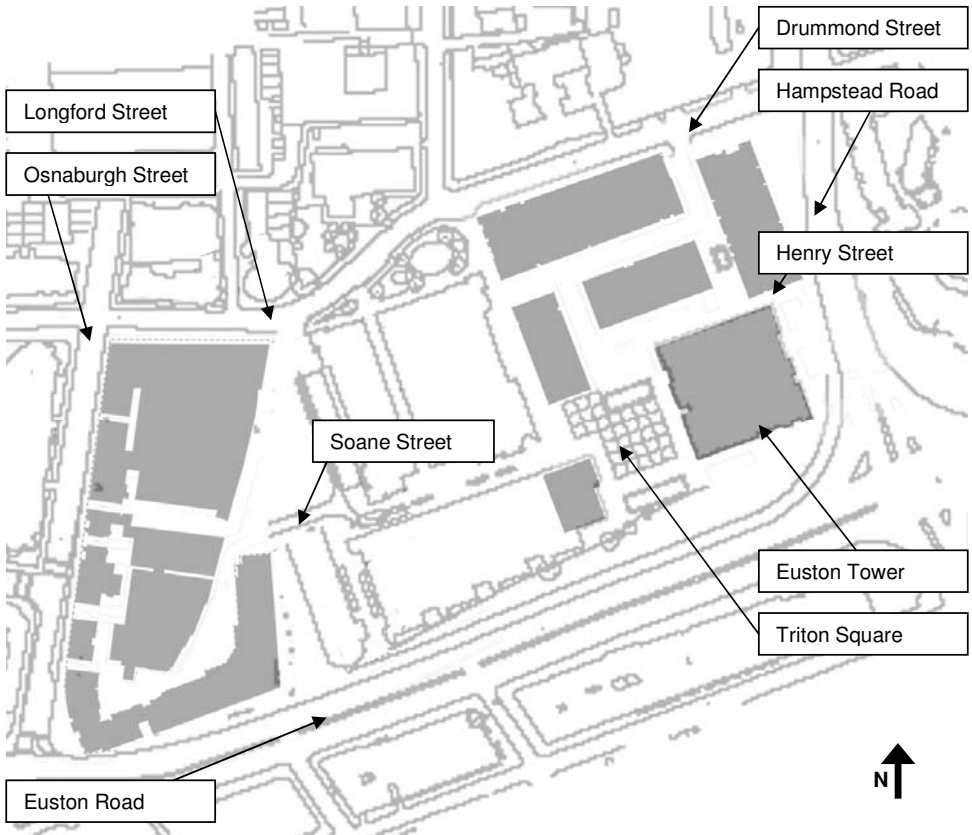 Drummond Street
Hampstead Road
Longford Street
Osnaburgh Street
Henry Street
Soane Street
Euston Tower
Triton Square
Euston Road
N